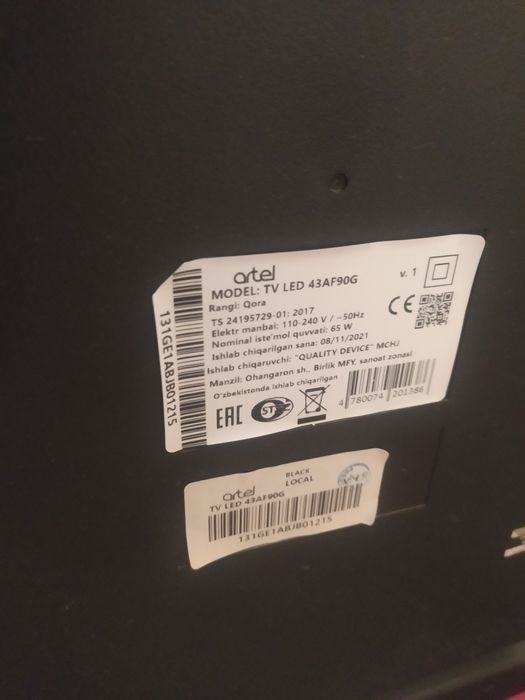 artel
MODEL: TV LED 43AF90G
v. 1
Rangi: Qora
TS 24195729-01: 2017
Elektr manbai: 110-240 V / ~50Hz
Nominal iste'mol quvvati: 65 W
Ishlab chiqarilgan sana: 08/11/2021
Ishlab chiqaruvchi: "QUALITY DEVICE" MCHJ
Manzil: Ohangaron sh., Birlik MFY, sanoat zonasi
O'zbekistonda ishlab chiqarilgan
CE
EAC
4 780074 201386
131GE1ABJB01215
artel
BLACK
LOCAL
TV LED 43AF90G
131GE1ABJB01215